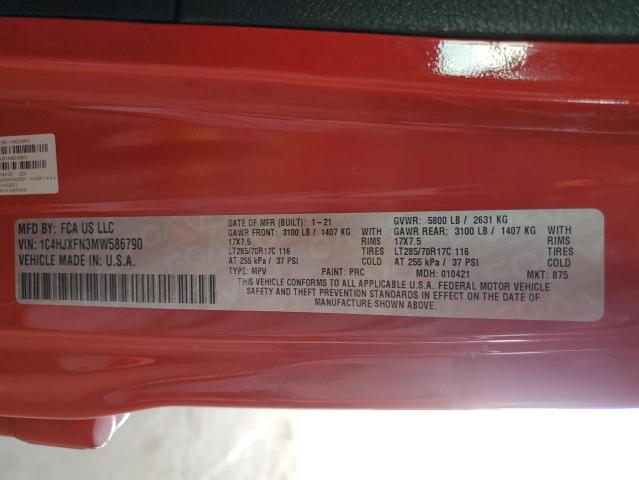 MFD BY: FCA US LLC
VIN: 1C4HJXFN3MW586790
VEHICLE MADE IN: U.S.A.
DATE OF MFR (BUILT): 1-21 GVWR: 5800 LB / 2631 KG
GAWR FRONT: 3100 LB / 1407 KG WITH GAWR REAR: 3100 LB / 1407 KG WITH
17X7.5 RIMS 17X7.5 RIMS
LT285/70R17C 116 TIRES LT285/70R17C 116 TIRES
AT 255 kPa / 37 PSI COLD AT 255 kPa / 37 PSI COLD
TYPE: MPV PAINT: PRC MDH: 010421 MKT: 875
THIS VEHICLE CONFORMS TO ALL APPLICABLE U.S.A. FEDERAL MOTOR VEHICLE
SAFETY AND THEFT PREVENTION STANDARDS IN EFFECT ON THE DATE OF
MANUFACTURE SHOWN ABOVE.